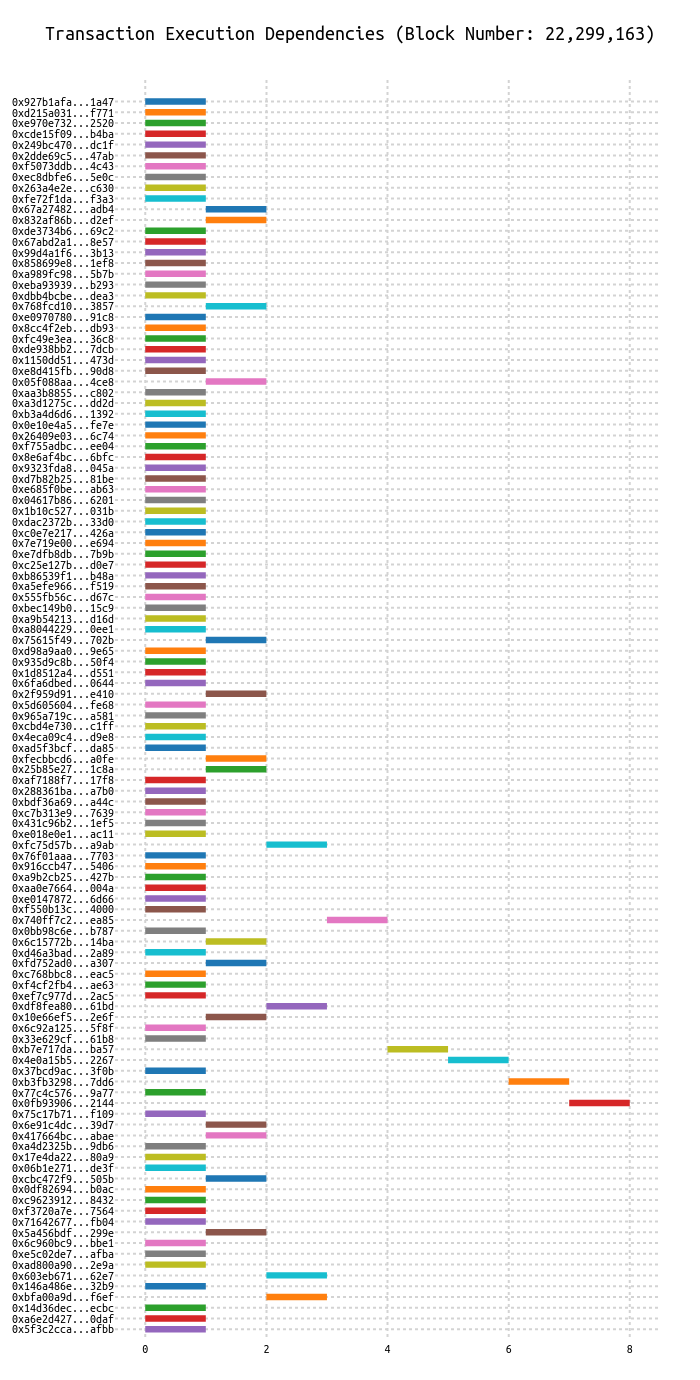 Transaction Execution Dependencies (Block Number: 22,299,163)
0x927b1afa...1a47
0xd215a031...f771
0xe970e732...2520
0xcde15f09...b4ba
0x249bc470...dc1f
0x2dde69c5...47ab
0xf5073ddb...4c43
0xec8dbfe6...5e0c
0x263a4e2e...c630
0xfe72f1da...f3a3
0x67a27482...adb4
0x832af86b...d2ef
0xde3734b6...69c2
0x67abd2a1...8e57
0x99d4a1f6...3b13
0x858699e8...1ef8
0xa989fc98...5b7b
0xeba93939...b293
0xdbb4bcbe...dea3
0x768fcd10...3857
0xe0970780...91c8
0x8cc4f2eb...db93
0xfc49e3ea...36c8
0xde938bb2...7dcb
0x1150dd51...473d
0xe8d415fb...90d8
0x05f088aa...4ce8
0xaa3b8855...c802
0xa3d1275c...dd2d
0xb3a4d6d6...1392
0x0e10e4a5...fe7e
0x26409e03...6c74
0xf755adbc...ee04
0x8e6af4bc...6bfc
0x9323fda8...045a
0xd7b82b25...81be
0xe685f0be...ab63
0x04617b86...6201
0x1b10c527...031b
0xdac2372b...33d0
0xc0e7e217...426a
0x7e719e00...e694
0xe7dfb8db...7b9b
0xc25e127b...d0e7
0xb86539f1...b48a
0xa5efe966...f519
0x555fb56c...d67c
0xbec149b0...15c9
0xa9b54213...d16d
0xa8044229...0ee1
0x75615f49...702b
0xd98a9aa0...9e65
0x935d9c8b...50f4
0x1d8512a4...d551
0x6fa6dbed...0644
0x2f959d91...e410
0x5d605604...fe68
0x965a719c...a581
0xcbd4e730...c1ff
0x4eca09c4...d9e8
0xad5f3bcf...da85
0xfecbbcd6...a0fe
0x25b85e27...1c8a
0xaf7188f7...17f8
0x288361ba...a7b0
0xbdf36a69...a44c
0xc7b313e9...7639
0x431c96b2...1ef5
0xe018e0e1...ac11
0xfc75d57b...a9ab
0x76f01aaa...7703
0x916ccb47...5406
0xa9b2cb25...427b
0xaa0e7664...004a
0xe0147872...6d66
0xf550b13c...4000
0x740ff7c2...ea85
0x0bb98c6e...b787
0x6c15772b...14ba
0xd46a3bad...2a89
0xfd752ad0...a307
0xc768bbc8...eac5
0xf4cf2fb4...ae63
0xef7c977d...2ac5
0xdf8fea80...61bd
0x10e66ef5...2e6f
0x6c92a125...5f8f
0x33e629cf...61b8
0xb7e717da...ba57
0x4e0a15b5...2267
0x37bcd9ac...3f0b
0xb3fb3298...7dd6
0x77c4c576...9a77
0x0fb93906...2144
0x75c17b71...f109
0x6e91c4dc...39d7
0x417664bc...abae
0xa4d2325b...9db6
0x17e4da22...80a9
0x06b1e271...de3f
0xcbc472f9...505b
0x0df82694...b0ac
0xc9623912...8432
0xf3720a7e...7564
0x71642677...fb04
0x5a456bdf...299e
0x6c960bc9...bbe1
0xe5c02de7...afba
0xad800a90...2e9a
0x603eb671...62e7
0x146a486e...32b9
0xbfa00a9d...f6ef
0x14d36dec...ecbc
0xa6e2d427...0daf
0x5f3c2cca...afbb
0 2 4 6 8